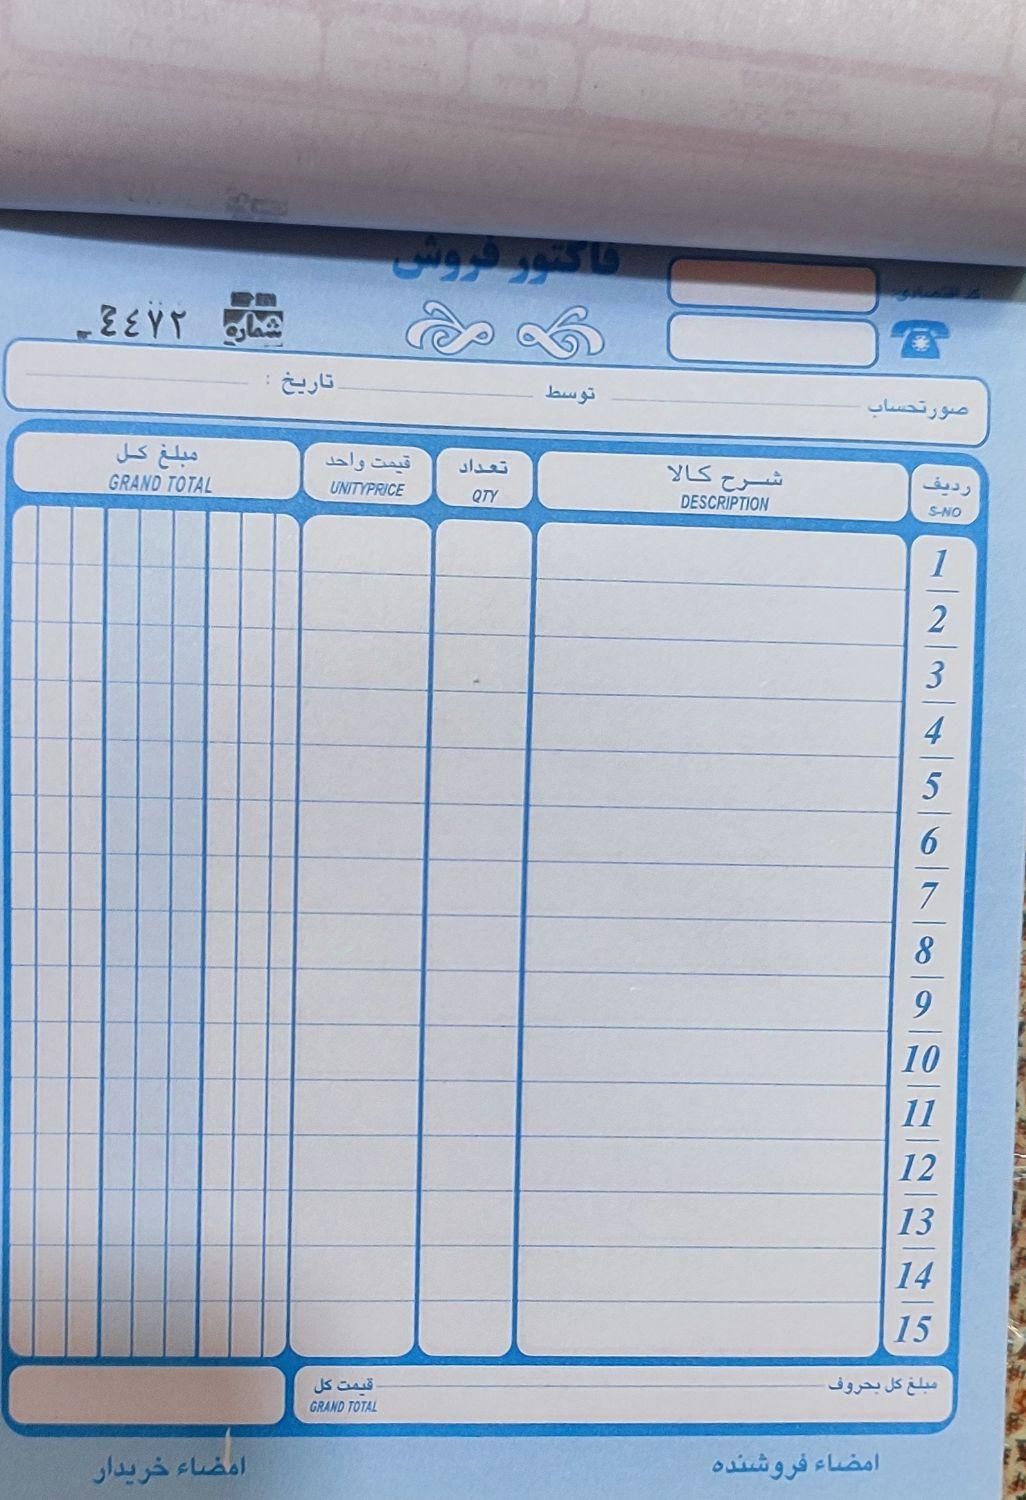 فاکتور فروش
کد اقتصادی:
شماره ٤٤٧٢
صورتحساب توسط تاریخ :
ردیف شرح کالا تعداد قیمت واحد مبلغ کل
S-NO DESCRIPTION QTY UNITYPRICE GRAND TOTAL
1
2
3
4
5
6
7
8
9
10
11
12
13
14
15
مبلغ کل بحروف قیمت کل
GRAND TOTAL
امضاء فروشنده امضاء خریدار